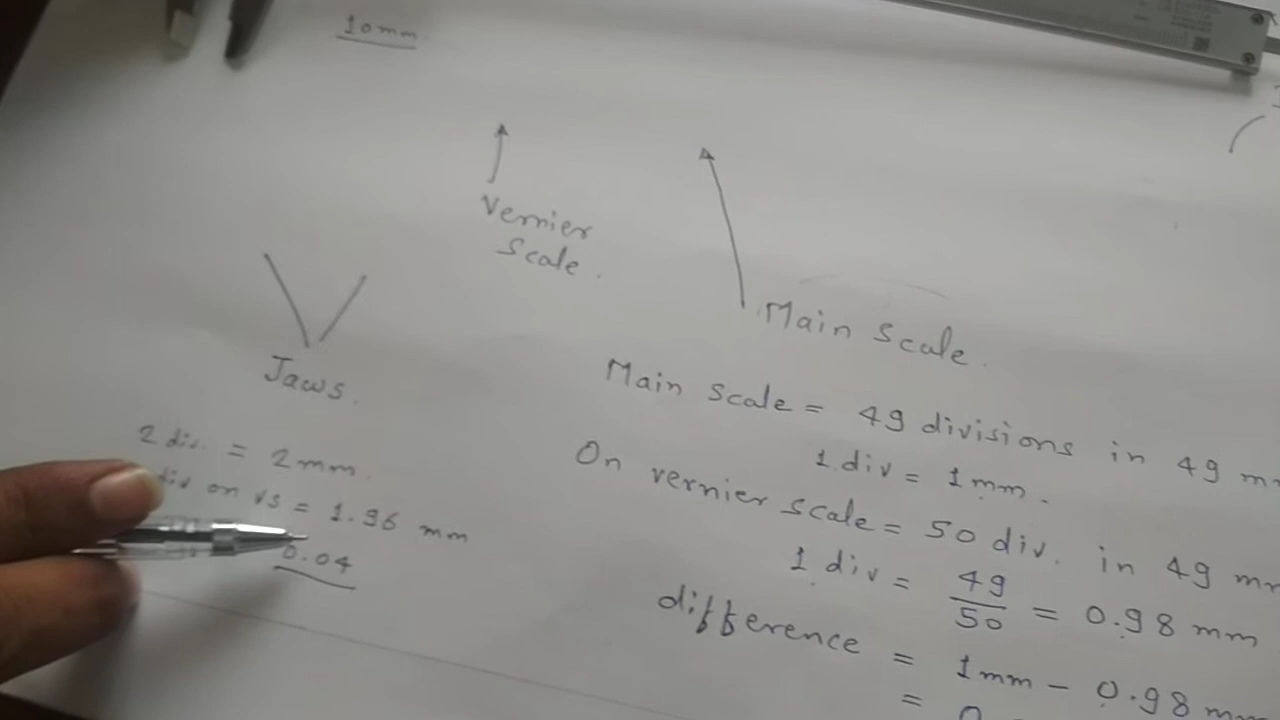 10mm
Vernier
Scale.
Main Scale.
Jaws.
Main Scale = 49 divisions in 49
1 div = 1mm.
On vernier scale = 50 div. in 49
1 div = 49/50 = 0.98 mm
difference = 1mm - 0.98
=
2 div. = 2mm.
div on vs = 1.96 mm
0.04